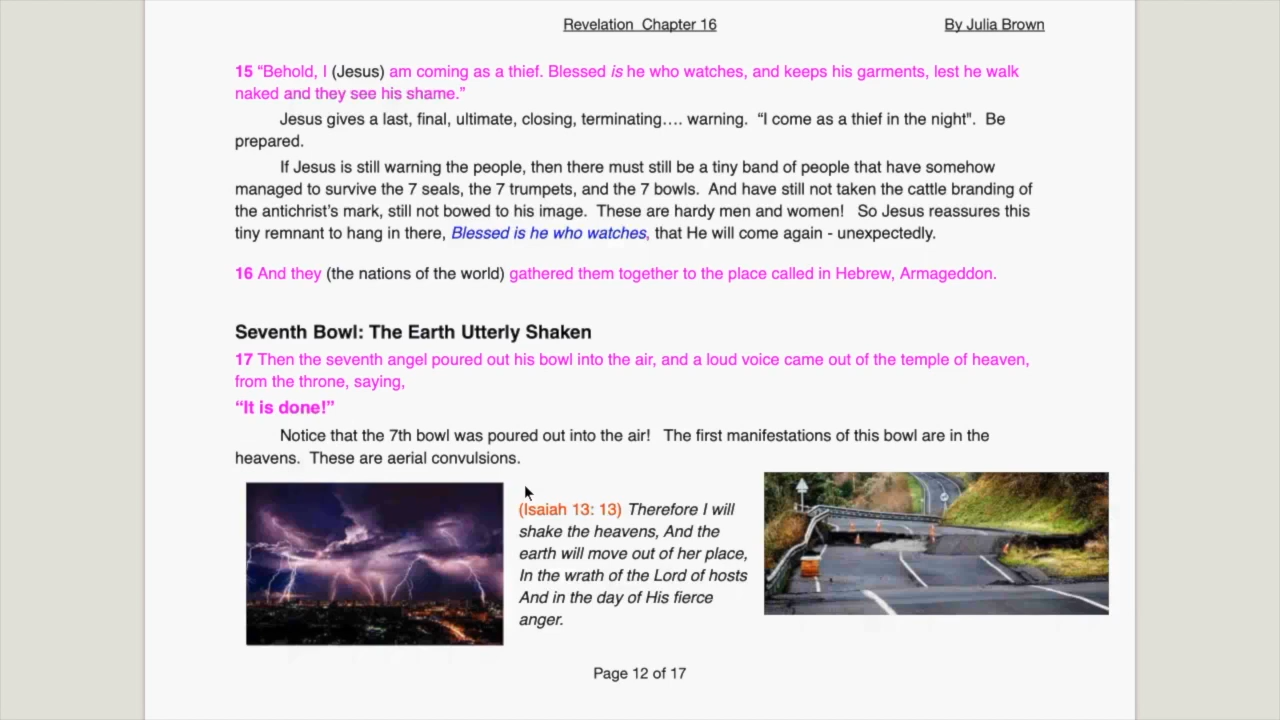 Revelation Chapter 16
By Julia Brown
15 “Behold, I (Jesus) am coming as a thief. Blessed is he who watches, and keeps his garments, lest he walk
naked and they see his shame.”
Jesus gives a last, final, ultimate, closing, terminating.... warning. “I come as a thief in the night". Be
prepared.
If Jesus is still warning the people, then there must still be a tiny band of people that have somehow
managed to survive the 7 seals, the 7 trumpets, and the 7 bowls. And have still not taken the cattle branding of
the antichrist’s mark, still not bowed to his image. These are hardy men and women! So Jesus reassures this
tiny remnant to hang in there, Blessed is he who watches, that He will come again - unexpectedly.
16 And they (the nations of the world) gathered them together to the place called in Hebrew, Armageddon.
Seventh Bowl: The Earth Utterly Shaken
17 Then the seventh angel poured out his bowl into the air, and a loud voice came out of the temple of heaven,
from the throne, saying,
“It is done!”
Notice that the 7th bowl was poured out into the air! The first manifestations of this bowl are in the
heavens. These are aerial convulsions.
(Isaiah 13: 13) Therefore I will
shake the heavens, And the
earth will move out of her place,
In the wrath of the Lord of hosts
And in the day of His fierce
anger.
Page 12 of 17